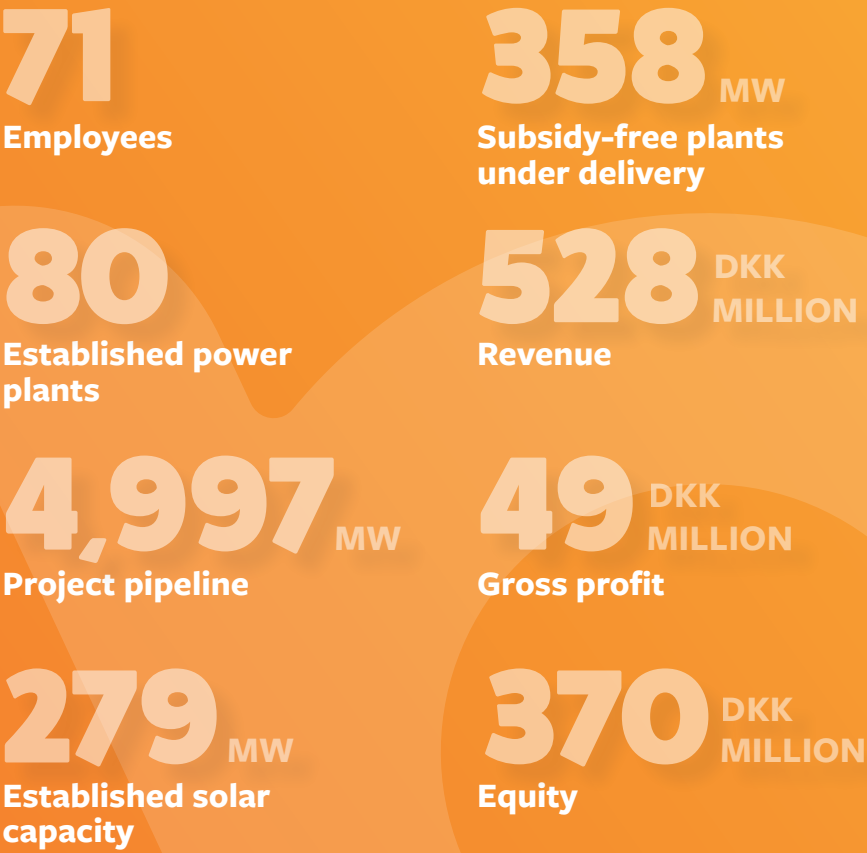 71
Employees
358 MW
Subsidy-free plants
under delivery
80
Established power
plants
528 DKK
MILLION
Revenue
4,997 MW
Project pipeline
49 DKK
MILLION
Gross profit
279 MW
Established solar
capacity
370 DKK
MILLION
Equity